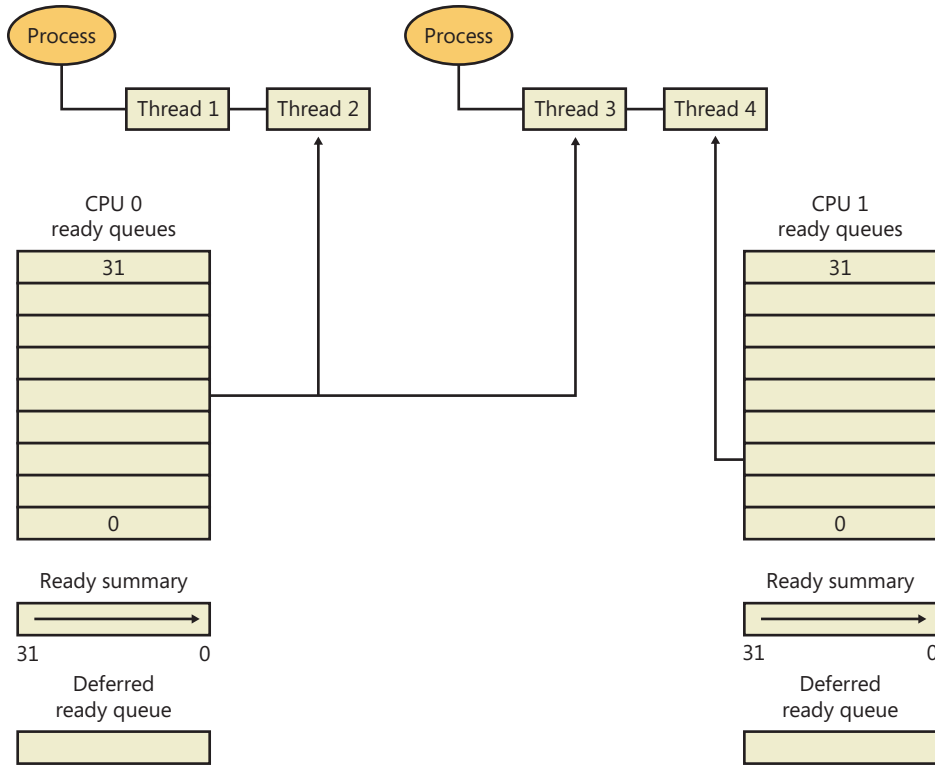 Process
Process
Thread 1
Thread 2
Thread 3
Thread 4
CPU 0
ready queues
31
0
Ready summary
31
0
Deferred
ready queue
CPU 1
ready queues
31
0
Ready summary
31
0
Deferred
ready queue